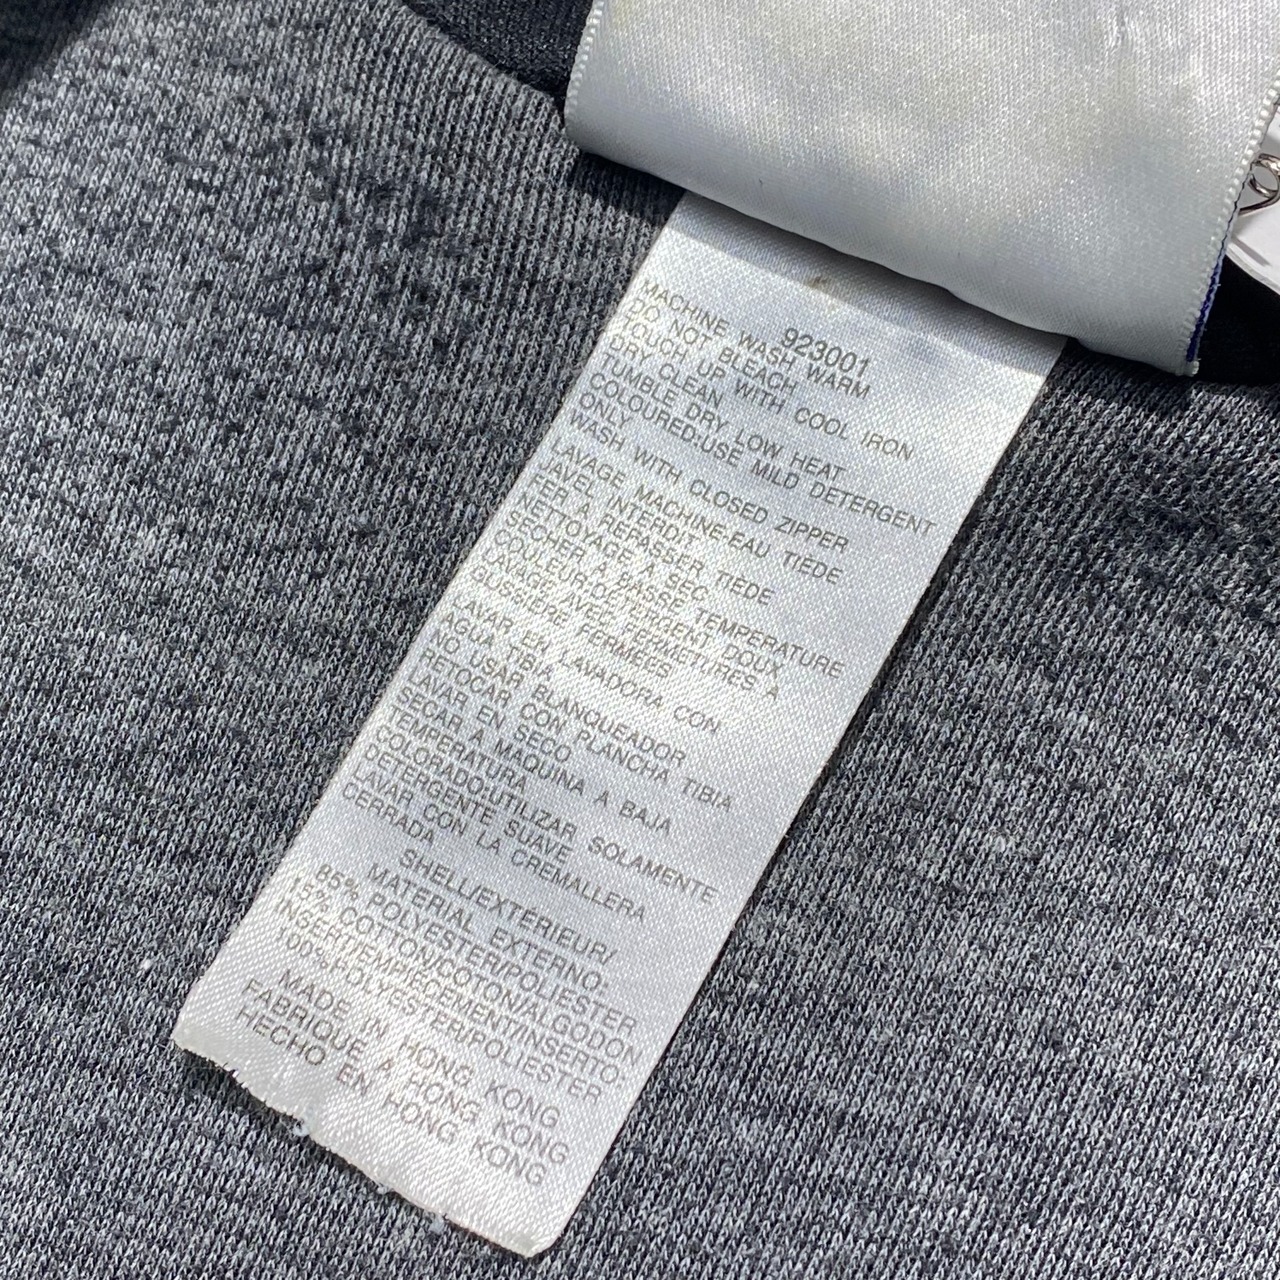 923001
MACHINE WASH WARM
DO NOT BLEACH
TOUCH UP WITH COOL IRON
DRY CLEAN
TUMBLE DRY LOW HEAT
COLOURED:USE MILD DETERGENT
ONLY
WASH WITH CLOSED ZIPPER
LAVAGE MACHINE-EAU TIEDE
JAVEL INTERDIT
FER A REPASSER TIEDE
NETTOYAGE A SEC
SECHER À BASSE TEMPERATURE
COULEUR:DETERGENT DOUX
LAVAGE AVEC FERMETURES A
GLISSIERE FERMEES
LAVAR EN LAVADORA CON
AGUA TIBIA
NO USAR BLANQUEADOR
RETOCAR CON PLANCHA TIBIA
LAVAR EN SECO
SECAR A MAQUINA A BAJA
TEMPERATURA
COLORADO:UTILIZAR SOLAMENTE
DETERGENTE SUAVE
LAVAR CON LA CREMALLERA
CERRADA
SHELL/EXTERIEUR/
MATERIAL EXTERNO:
85% POLYESTER/POLIESTER
15% COTTON/COTON/ALGODON
INSERT/EMPIECEMENT/INSERTO:
100%POLYESTER/POLIESTER
MADE IN HONG KONG
FABRIQUE A HONG KONG
HECHO EN HONG KONG